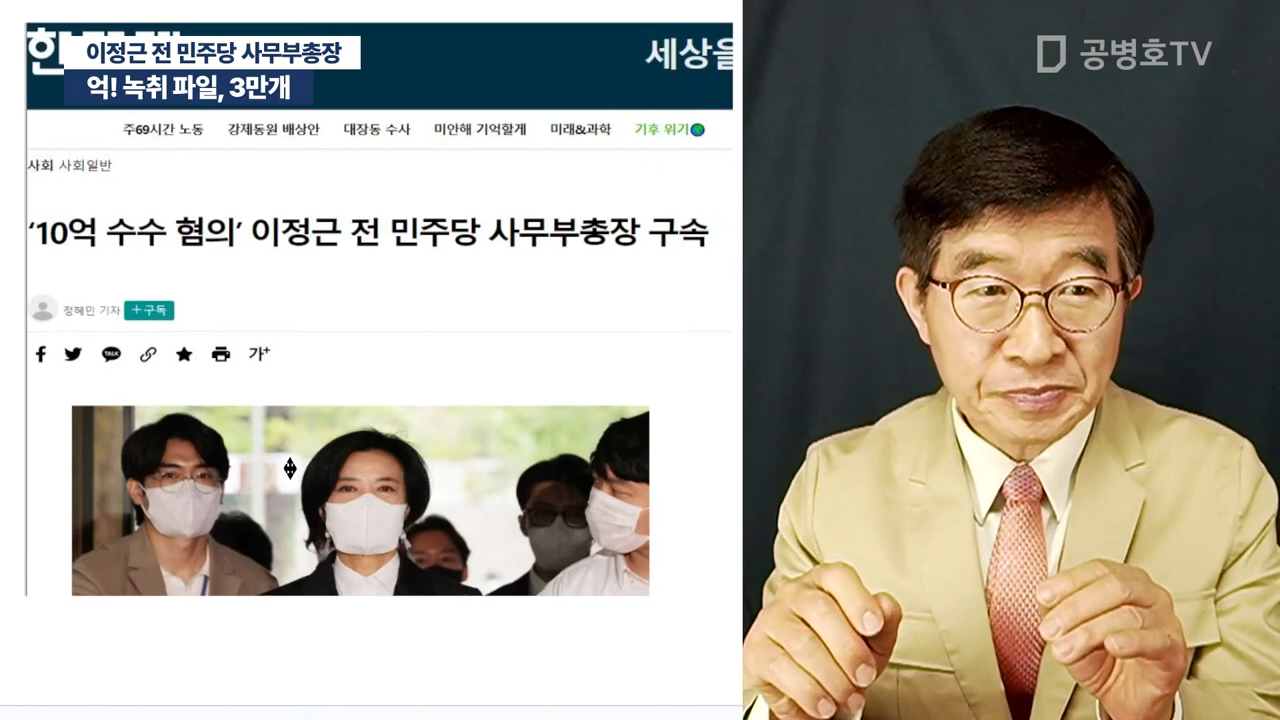 이정근 전 민주당 사무부총장
억! 녹취 파일, 3만개
세상을
공병호TV
주69시간 노동 강제동원 배상안 대장동 수사 미안해 기억할게 미래&과학 기후 위기
사회 사회일반
‘10억 수수 혐의’ 이정근 전 민주당 사무부총장 구속
정혜민 기자 +구독
TALK 가+